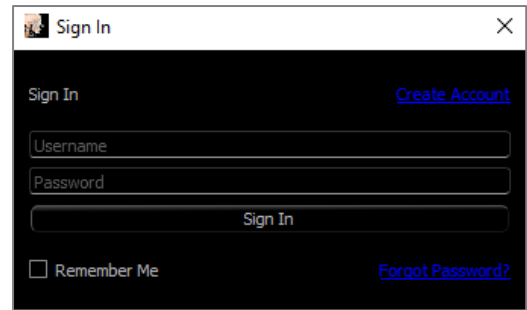 Sign In
Sign In Create Account
Username
Password
Sign In
Remember Me Forgot Password?